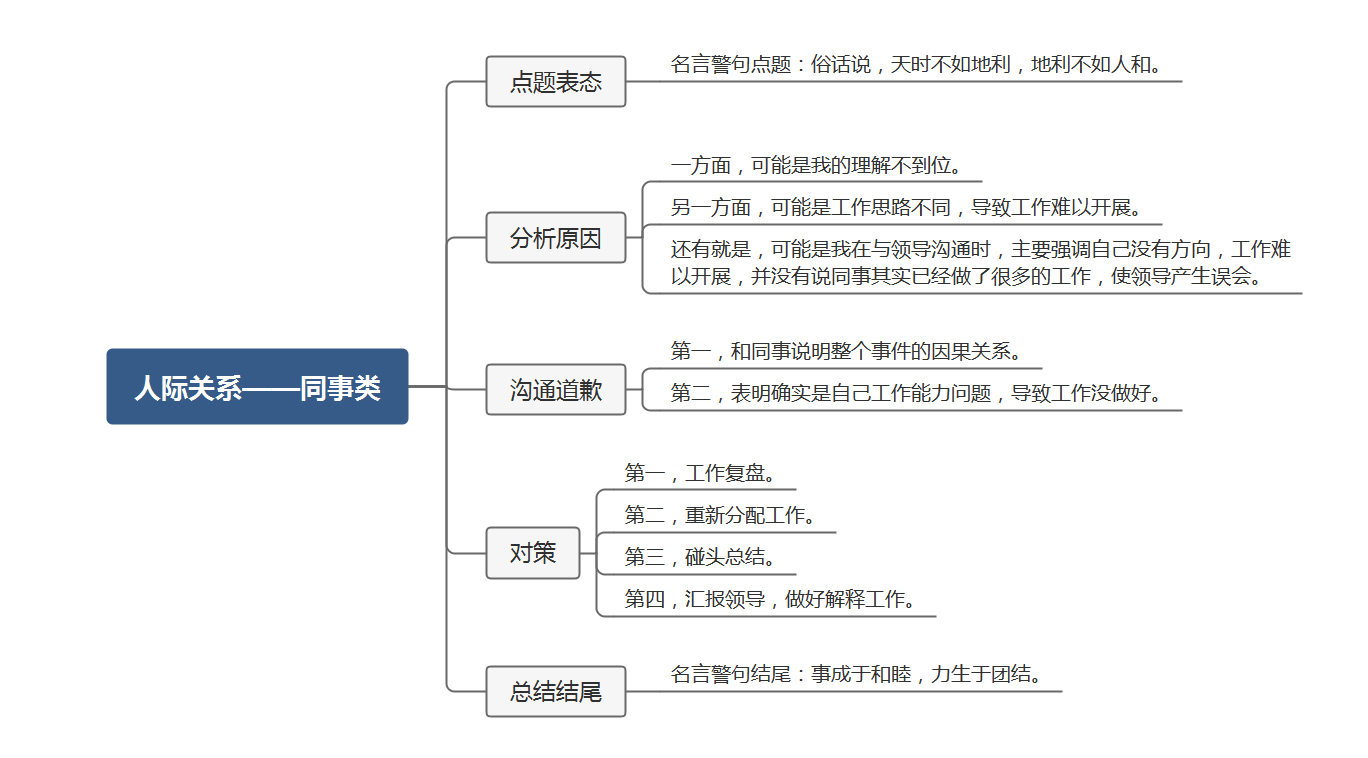 人际关系——同事类
点题表态
名言警句点题：俗话说，天时不如地利，地利不如人和。
分析原因
一方面，可能是我的理解不到位。
另一方面，可能是工作思路不同，导致工作难以开展。
还有就是，可能是我在与领导沟通时，主要强调自己没有方向，工作难
以开展，并没有说同事其实已经做了很多的工作，使领导产生误会。
沟通道歉
第一，和同事说明整个事件的因果关系。
第二，表明确实是自己工作能力问题，导致工作没做好。
对策
第一，工作复盘。
第二，重新分配工作。
第三，碰头总结。
第四，汇报领导，做好解释工作。
总结结尾
名言警句结尾：事成于和睦，力生于团结。